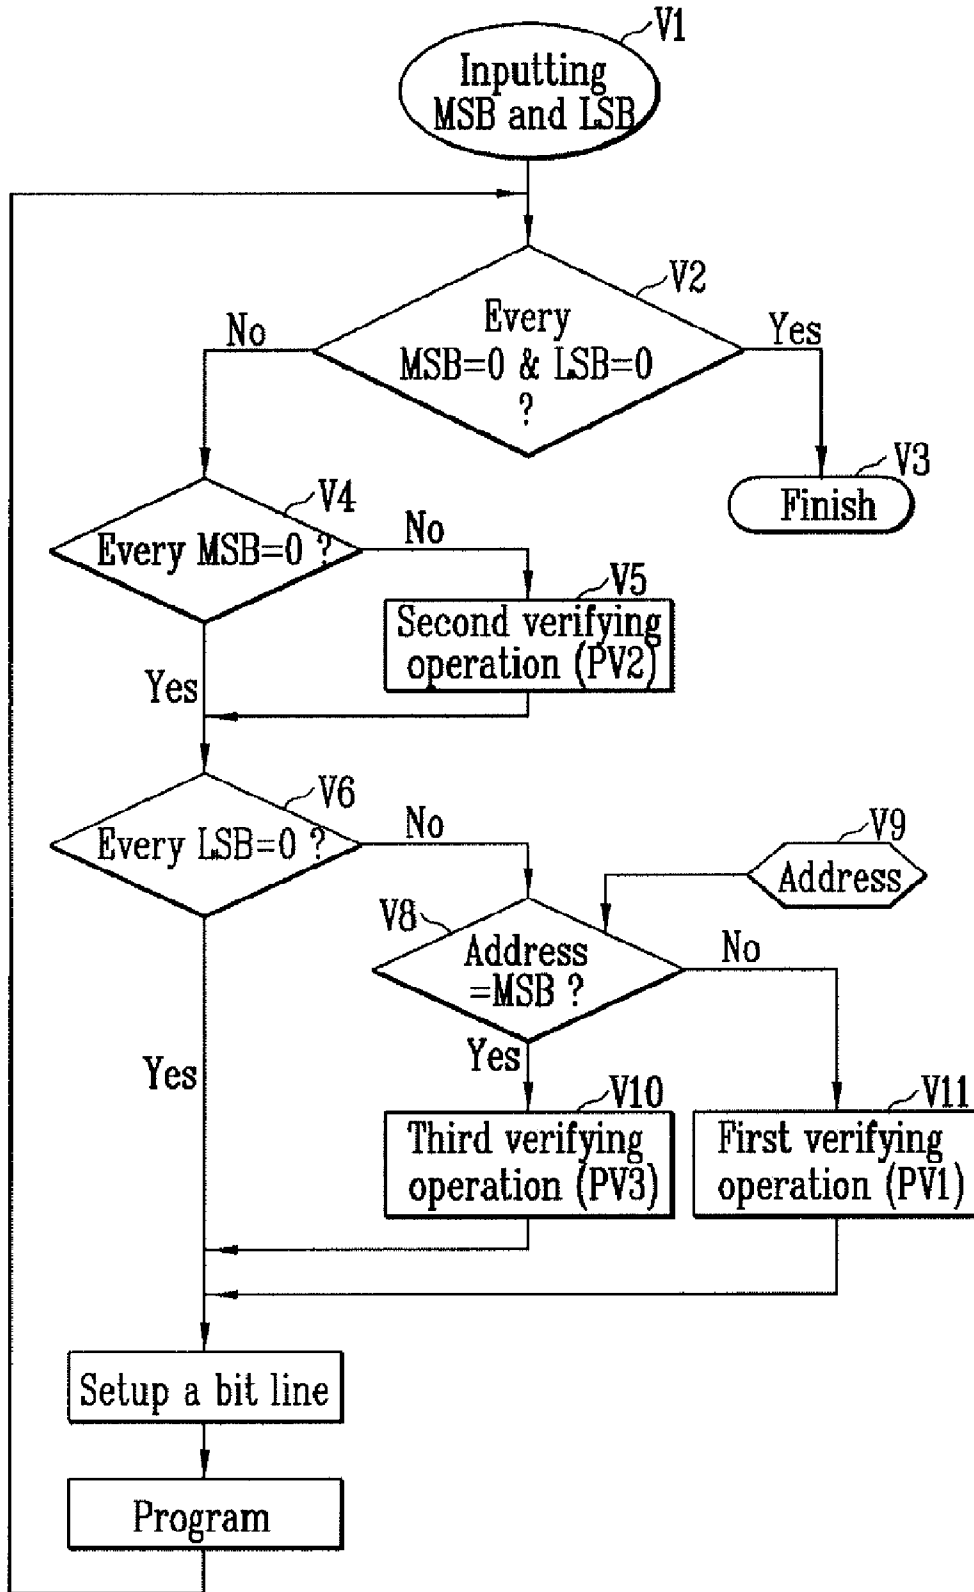 V1
Inputting
MSB and LSB
V2
Every
MSB=0 & LSB=0
?
No
Yes
V3
Finish
V4
Every MSB=0 ?
No
V5
Second verifying
operation (PV2)
Yes
V6
Every LSB=0 ?
No
V9
Address
V8
Address
=MSB ?
No
Yes
Yes
V10
Third verifying
operation (PV3)
V11
First verifying
operation (PV1)
Setup a bit line
Program